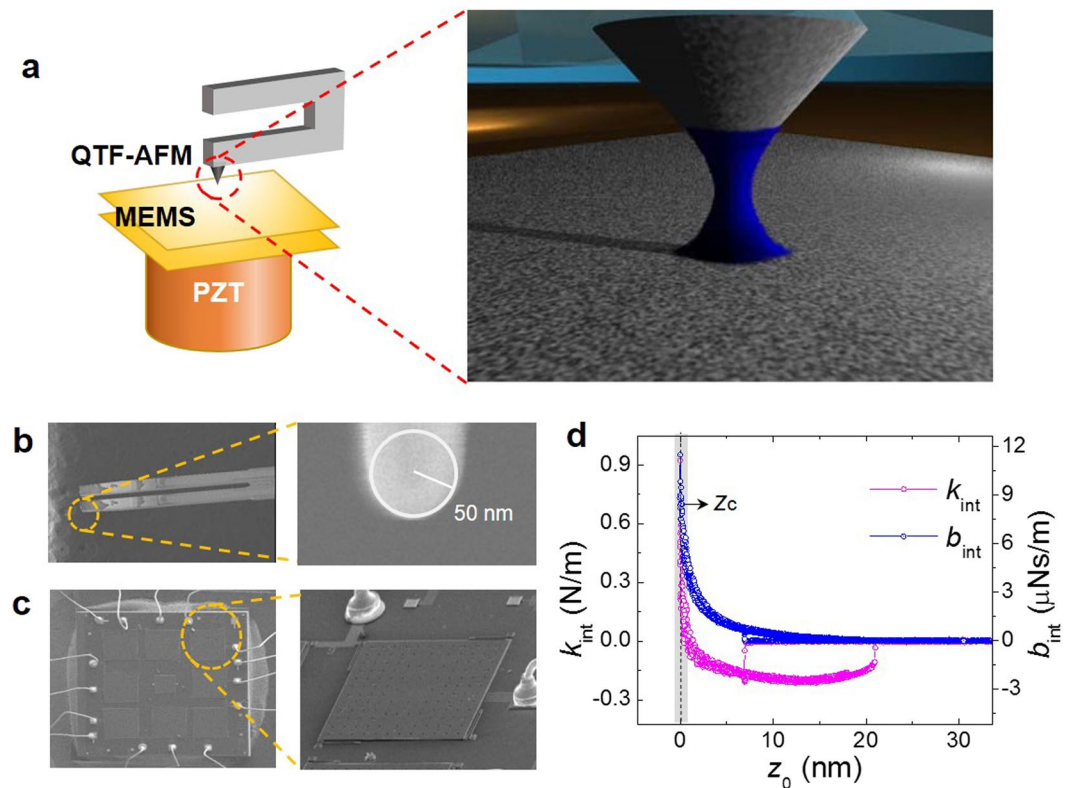 a
QTF-AFM
MEMS
PZT
b
50 nm
c
d
k_int (N/m)
0.9
0.6
0.3
0.0
-0.3
zc
k_int
b_int
12
9
6
3
0
-3
b_int (μNs/m)
0 10 20 30
z_0 (nm)